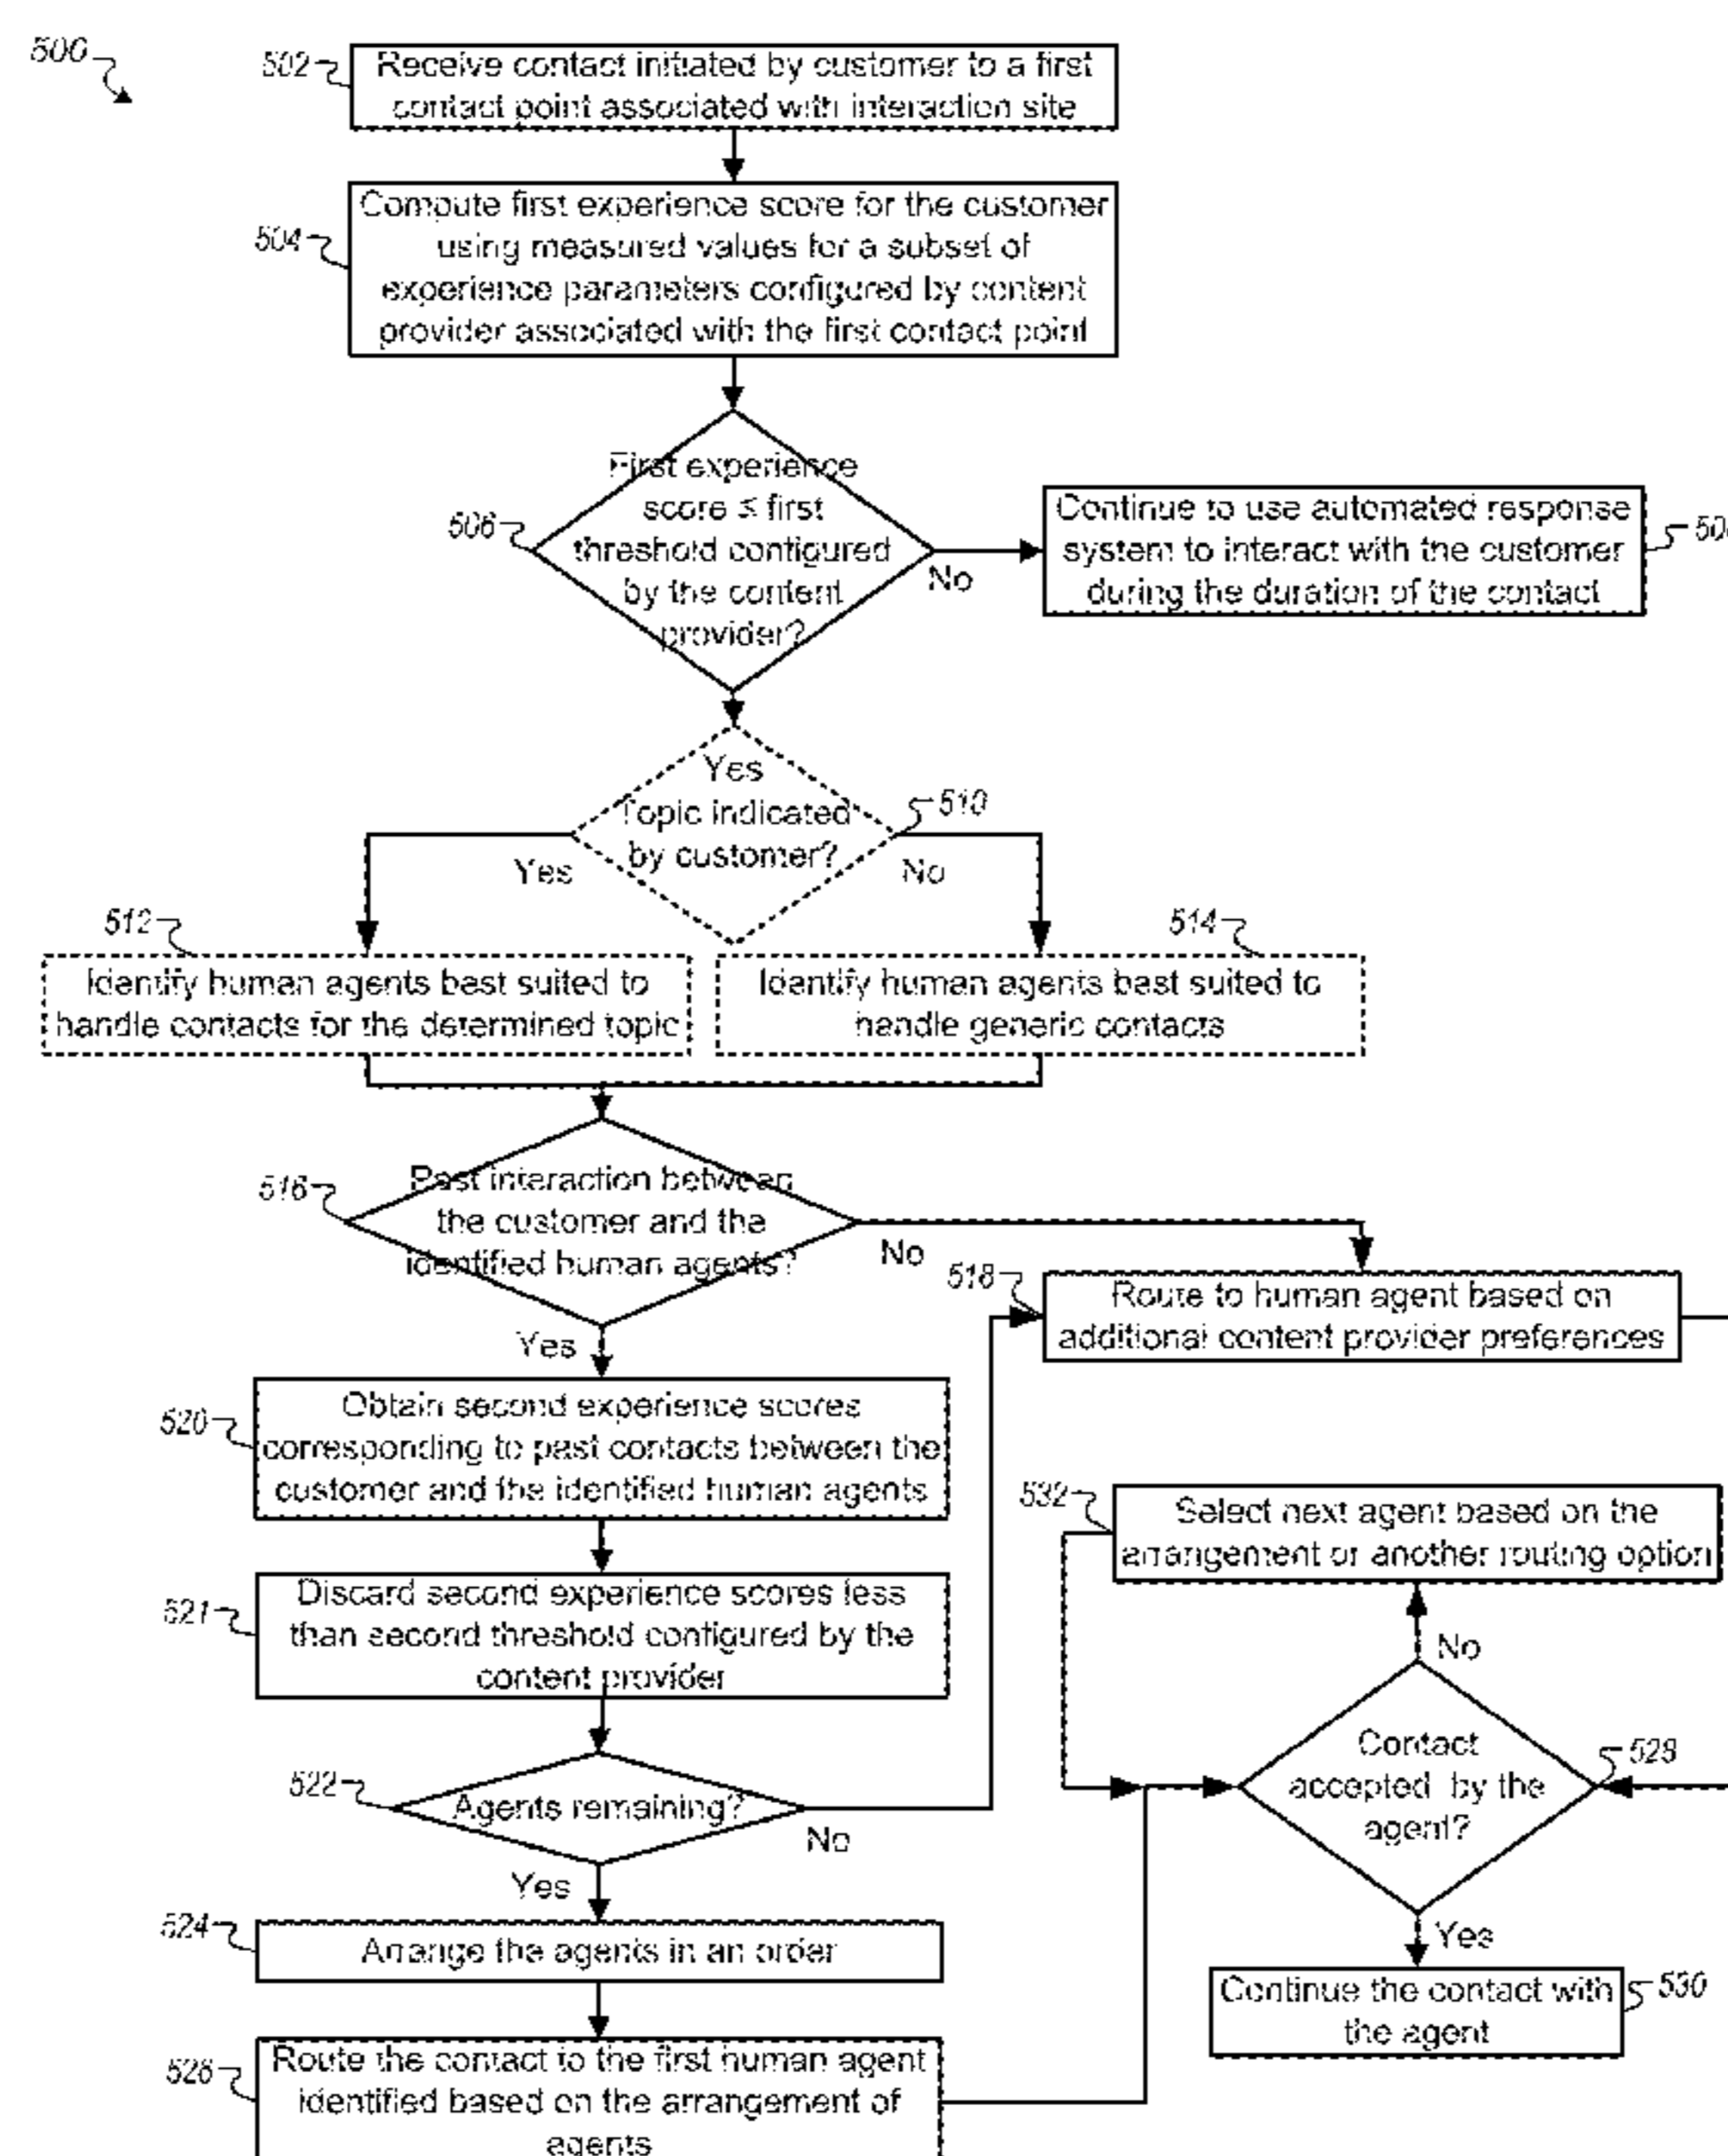 500
502
Receive contact initiated by customer to a first
contact point associated with interaction site
504
Compute first experience score for the customer
using measured values for a subset of
experience parameters configured by content
provider associated with the first contact point
506
First experience
score ≤ first
threshold configured
by the content
provider?
No
Continue to use automated response
system to interact with the customer
during the duration of the contact
Yes
Topic indicated
by customer?
510
Yes
No
512
Identify human agents best suited to
handle contacts for the determined topic
514
Identify human agents best suited to
handle generic contacts
516
Past interaction between
the customer and the
identified human agents?
No
Yes
518
Route to human agent based on
additional content provider preferences
520
Obtain second experience scores
corresponding to past contacts between the
customer and the identified human agents
521
Discard second experience scores less
than second threshold configured by the
content provider
522
Agents remaining?
No
Yes
524
Arrange the agents in an order
526
Route the contact to the first human agent
identified based on the arrangement of
agents
532
Select next agent based on the
arrangement or another routing option
No
Contact
accepted by the
agent?
528
Yes
Continue the contact with
the agent
530